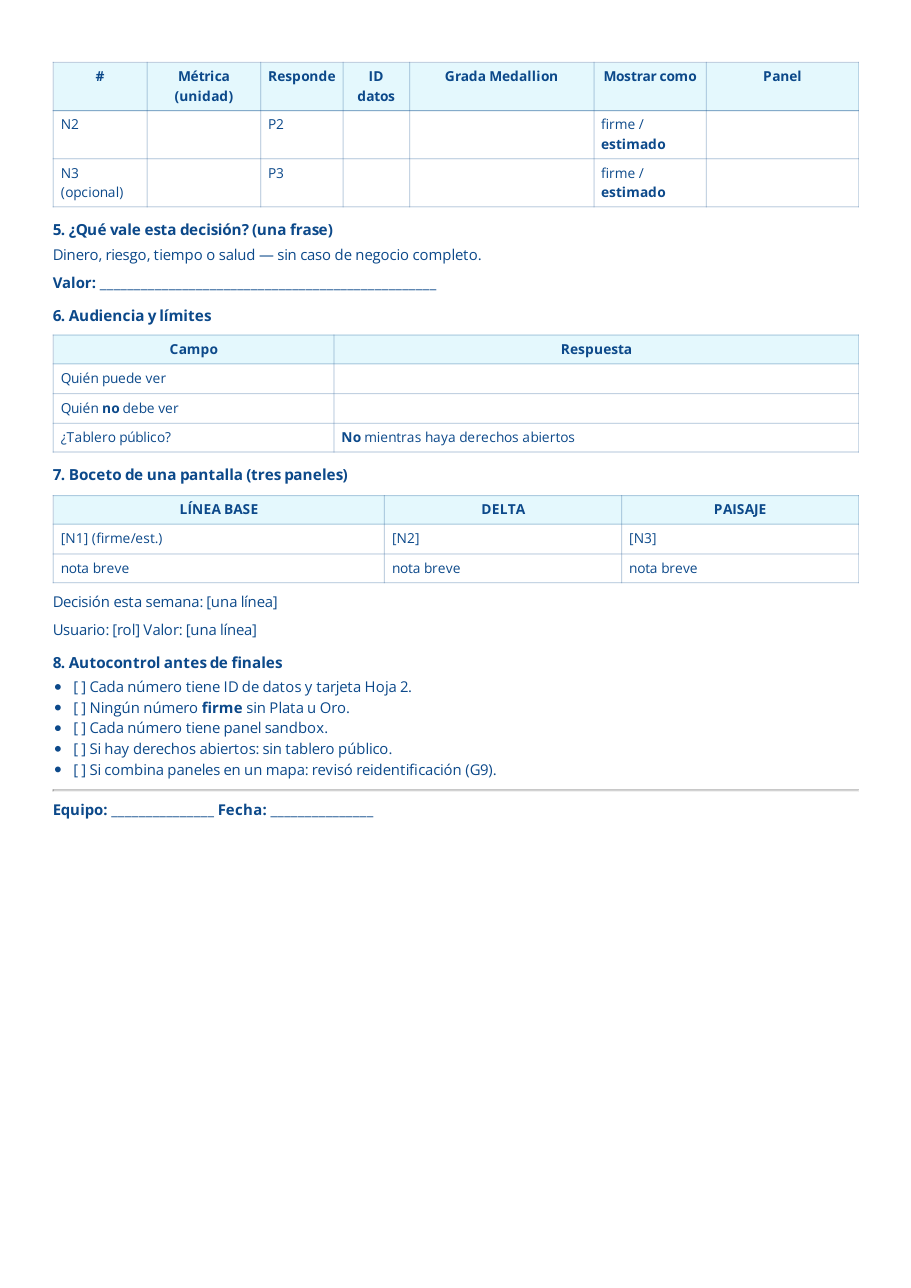 # Métrica (unidad) Responde ID datos Grada Medallion Mostrar como Panel
N2 P2 firme / estimado
N3 (opcional) P3 firme / estimado
5. ¿Qué vale esta decisión? (una frase)
Dinero, riesgo, tiempo o salud — sin caso de negocio completo.
Valor: _______________________________________________
6. Audiencia y límites
Campo Respuesta
Quién puede ver
Quién no debe ver
¿Tablero público? No mientras haya derechos abiertos
7. Boceto de una pantalla (tres paneles)
LÍNEA BASE DELTA PAISAJE
[N1] (firme/est.) [N2] [N3]
nota breve nota breve nota breve
Decisión esta semana: [una línea]
Usuario: [rol] Valor: [una línea]
8. Autocontrol antes de finales
• [ ] Cada número tiene ID de datos y tarjeta Hoja 2.
• [ ] Ningún número firme sin Plata u Oro.
• [ ] Cada número tiene panel sandbox.
• [ ] Si hay derechos abiertos: sin tablero público.
• [ ] Si combina paneles en un mapa: revisó reidentificación (G9).
Equipo: _______________ Fecha: _______________